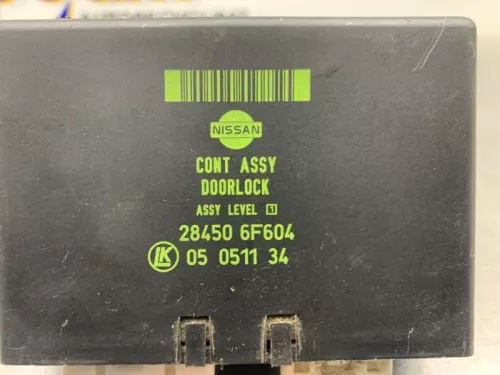 NISSAN
CONT ASSY
DOORLOCK
ASSY LEVEL
28450 6F604
LK 05 0511 34